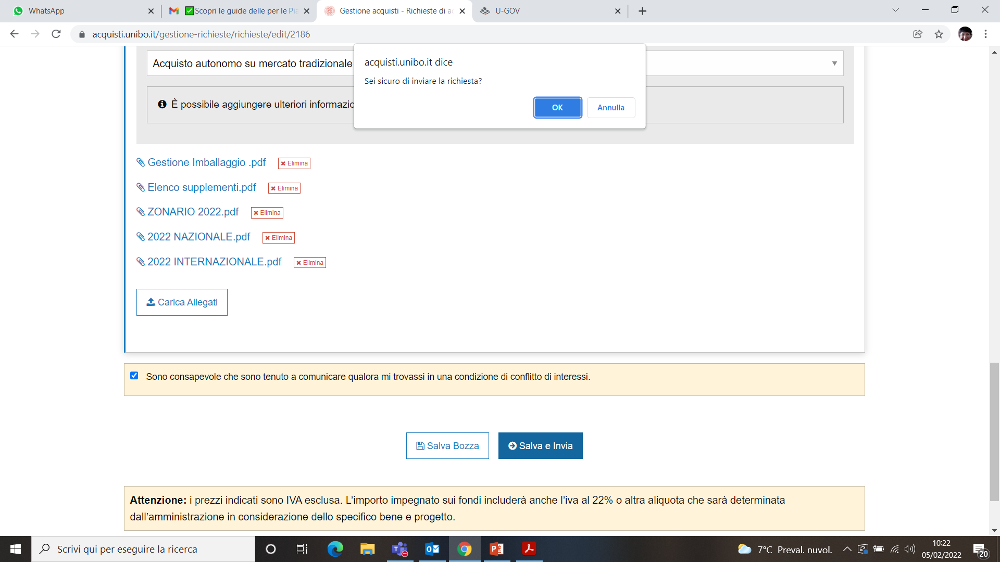 WhatsApp
Scopri le guide delle per le Pia
Gestione acquisti - Richieste di a
U-GOV
acquisti.unibo.it/gestione-richieste/richieste/edit/2186
acquisti.unibo.it dice
Sei sicuro di inviare la richiesta?
OK
Annulla
Acquisto autonomo su mercato tradizionale
È possibile aggiungere ulteriori informazio
Gestione Imballaggio .pdf
Elimina
Elenco supplementi.pdf
Elimina
ZONARIO 2022.pdf
Elimina
2022 NAZIONALE.pdf
Elimina
2022 INTERNAZIONALE.pdf
Elimina
Carica Allegati
Sono consapevole che sono tenuto a comunicare qualora mi trovassi in una condizione di conflitto di interessi.
Salva Bozza
Salva e Invia
Attenzione: i prezzi indicati sono IVA esclusa. L'importo impegnato sui fondi includerà anche l'iva al 22% o altra aliquota che sarà determinata
dall'amministrazione in considerazione dello specifico bene e progetto.
Scrivi qui per eseguire la ricerca
7°C Preval. nuvol.
10:22
05/02/2022
20